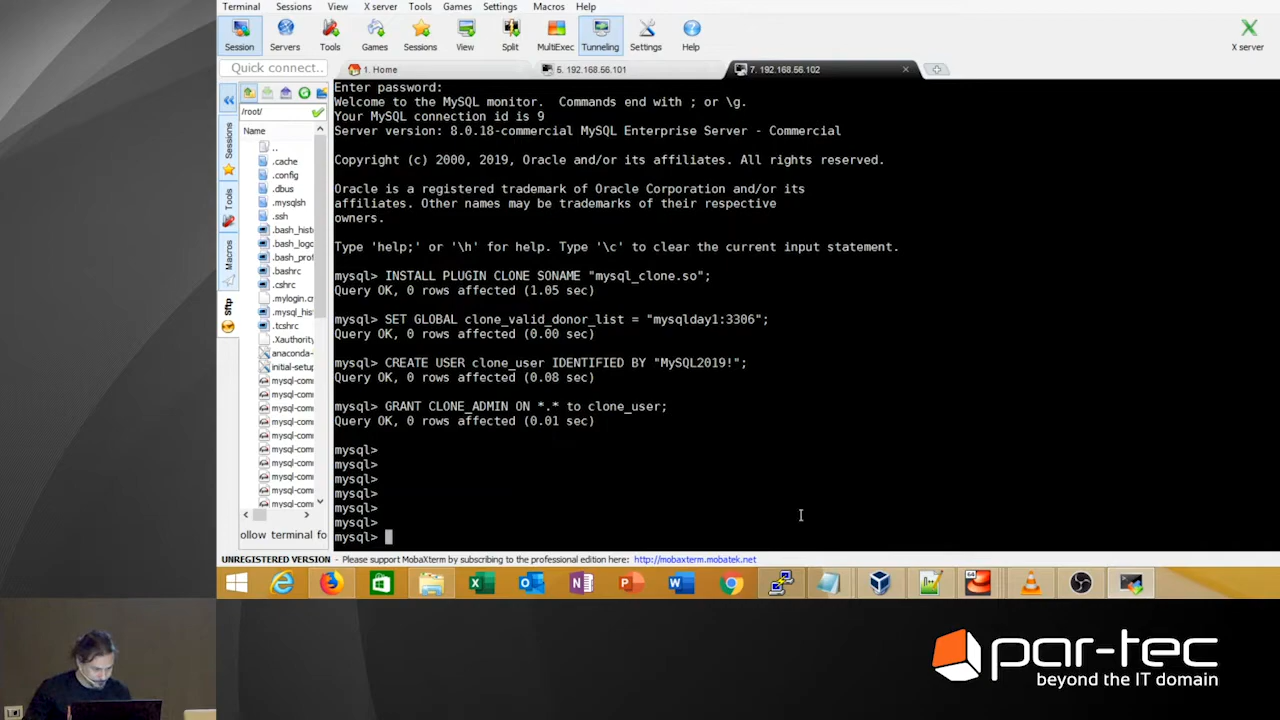 Terminal Sessions View X server Tools Games Settings Macros Help
Session Servers Tools Games Sessions View Split MultiExec Tunneling Settings Help X server
Quick connect...
1. Home
5. 192.168.56.101
7. 192.168.56.102
/root/
Name
..
.cache
.config
.dbus
.mysqlsh
.ssh
.bash_hist
.bash_logo
.bash_prof
.bashrc
.cshrc
.mylogin.cn
.mysql_his
.tcshrc
.Xauthority
anaconda-
initial-setup
mysql-com
mysql-com
mysql-com
mysql-com
mysql-com
mysql-com
mysql-com
mysql-com
mysql-com
mysql-com
ollow terminal fo
Sessions
Tools
Macros
Sftp
Enter password:
Welcome to the MySQL monitor.  Commands end with ; or \g.
Your MySQL connection id is 9
Server version: 8.0.18-commercial MySQL Enterprise Server - Commercial
Copyright (c) 2000, 2019, Oracle and/or its affiliates. All rights reserved.
Oracle is a registered trademark of Oracle Corporation and/or its
affiliates. Other names may be trademarks of their respective
owners.
Type 'help;' or '\h' for help. Type '\c' to clear the current input statement.
mysql> INSTALL PLUGIN CLONE SONAME "mysql_clone.so";
Query OK, 0 rows affected (1.05 sec)
mysql> SET GLOBAL clone_valid_donor_list = "mysqlday1:3306";
Query OK, 0 rows affected (0.00 sec)
mysql> CREATE USER clone_user IDENTIFIED BY "MySQL2019!";
Query OK, 0 rows affected (0.08 sec)
mysql> GRANT CLONE_ADMIN ON *.* to clone_user;
Query OK, 0 rows affected (0.01 sec)
mysql>
mysql>
mysql>
mysql>
mysql>
mysql>
mysql>
UNREGISTERED VERSION - Please support MobaXterm by subscribing to the professional edition here: http://mobaxterm.mobatek.net
par-tec
beyond the IT domain